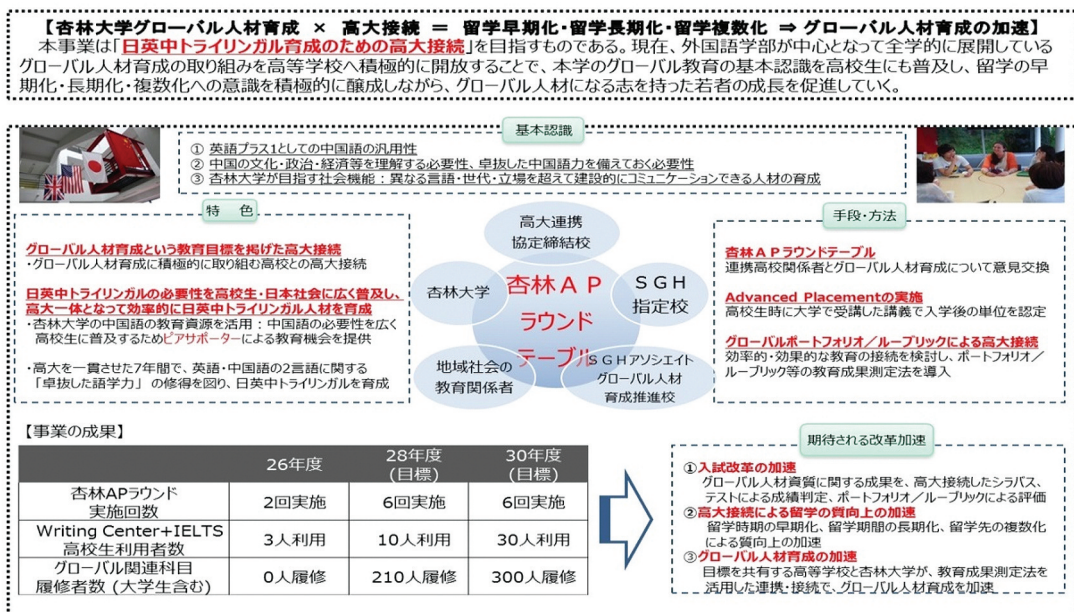 【杏林大学グローバル人材育成 × 高大接続 = 留学早期化・留学長期化・留学複数化 ⇒ グローバル人材育成の加速】
本事業は「日英中トライリンガル育成のための高大接続」を目指すものである。現在、外国語学部が中心となって全学的に展開している
グローバル人材育成の取り組みを高等学校へ積極的に開放することで、本学のグローバル教育の基本認識を高校生にも普及し、留学の早
期化・長期化・複数化への意識を積極的に醸成しながら、グローバル人材になる志を持った若者の成長を促進していく。
基本認識
① 英語プラス1としての中国語の汎用性
② 中国の文化・政治・経済等を理解する必要性、卓抜した中国語力を備えておく必要性
③ 杏林大学が目指す社会機能：異なる言語・世代・立場を超えて建設的にコミュニケーションできる人材の育成
特 色
グローバル人材育成という教育目標を掲げた高大接続
・グローバル人材育成に積極的に取り組む高校との高大接続
日英中トライリンガルの必要性を高校生・日本社会に広く普及し、
高大一体となって効率的に日英中トライリンガル人材を育成
・杏林大学の中国語の教育資源を活用：中国語の必要性を広く
高校生に普及するためピアサポーターによる教育機会を提供
・高大を一貫させた7年間で、英語・中国語の2言語に関する
「卓抜した語学力」の修得を図り、日英中トライリンガルを育成
高大連携
協定締結校
杏林大学
杏林ＡＰ
ラウンド
テーブル
ＳＧＨ
指定校
地域社会の
教育関係者
ＳＧＨアソシエイト
グローバル人材
育成推進校
手段・方法
杏林ＡＰラウンドテーブル
連携高校関係者とグローバル人材育成について意見交換
Advanced Placementの実施
高校生時に大学で受講した講義で入学後の単位を認定
グローバルポートフォリオ／ルーブリックによる高大接続
効率的・効果的な教育の接続を検討し、ポートフォリオ／
ルーブリック等の教育成果測定法を導入
【事業の成果】
26年度 28年度 30年度
(目標) (目標)
杏林APラウンド
実施回数 2回実施 6回実施 6回実施
Writing Center+IELTS
高校生利用者数 3人利用 10人利用 30人利用
グローバル関連科目
履修者数 (大学生含む) 0人履修 210人履修 300人履修
期待される改革加速
①入試改革の加速
グローバル人材資質に関する成果を、高大接続したシラバス、
テストによる成績判定、ポートフォリオ／ルーブリックによる評価
②高大接続による留学の質向上の加速
留学時期の早期化、留学期間の長期化、留学先の複数化
による質向上の加速
③グローバル人材育成の加速
目標を共有する高等学校と杏林大学が、教育成果測定法を
活用した連携・接続で、グローバル人材育成を加速